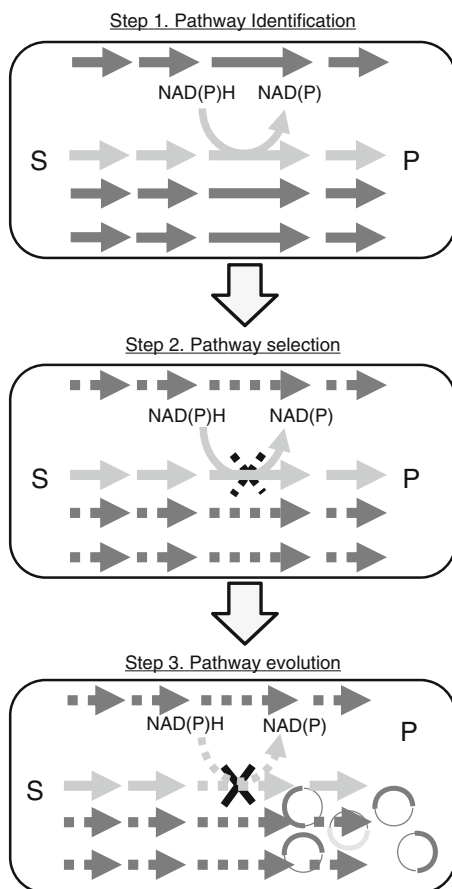 Step 1. Pathway Identification
NAD(P)H NAD(P)
S P
Step 2. Pathway selection
NAD(P)H NAD(P)
S P
Step 3. Pathway evolution
NAD(P)H NAD(P) P
S